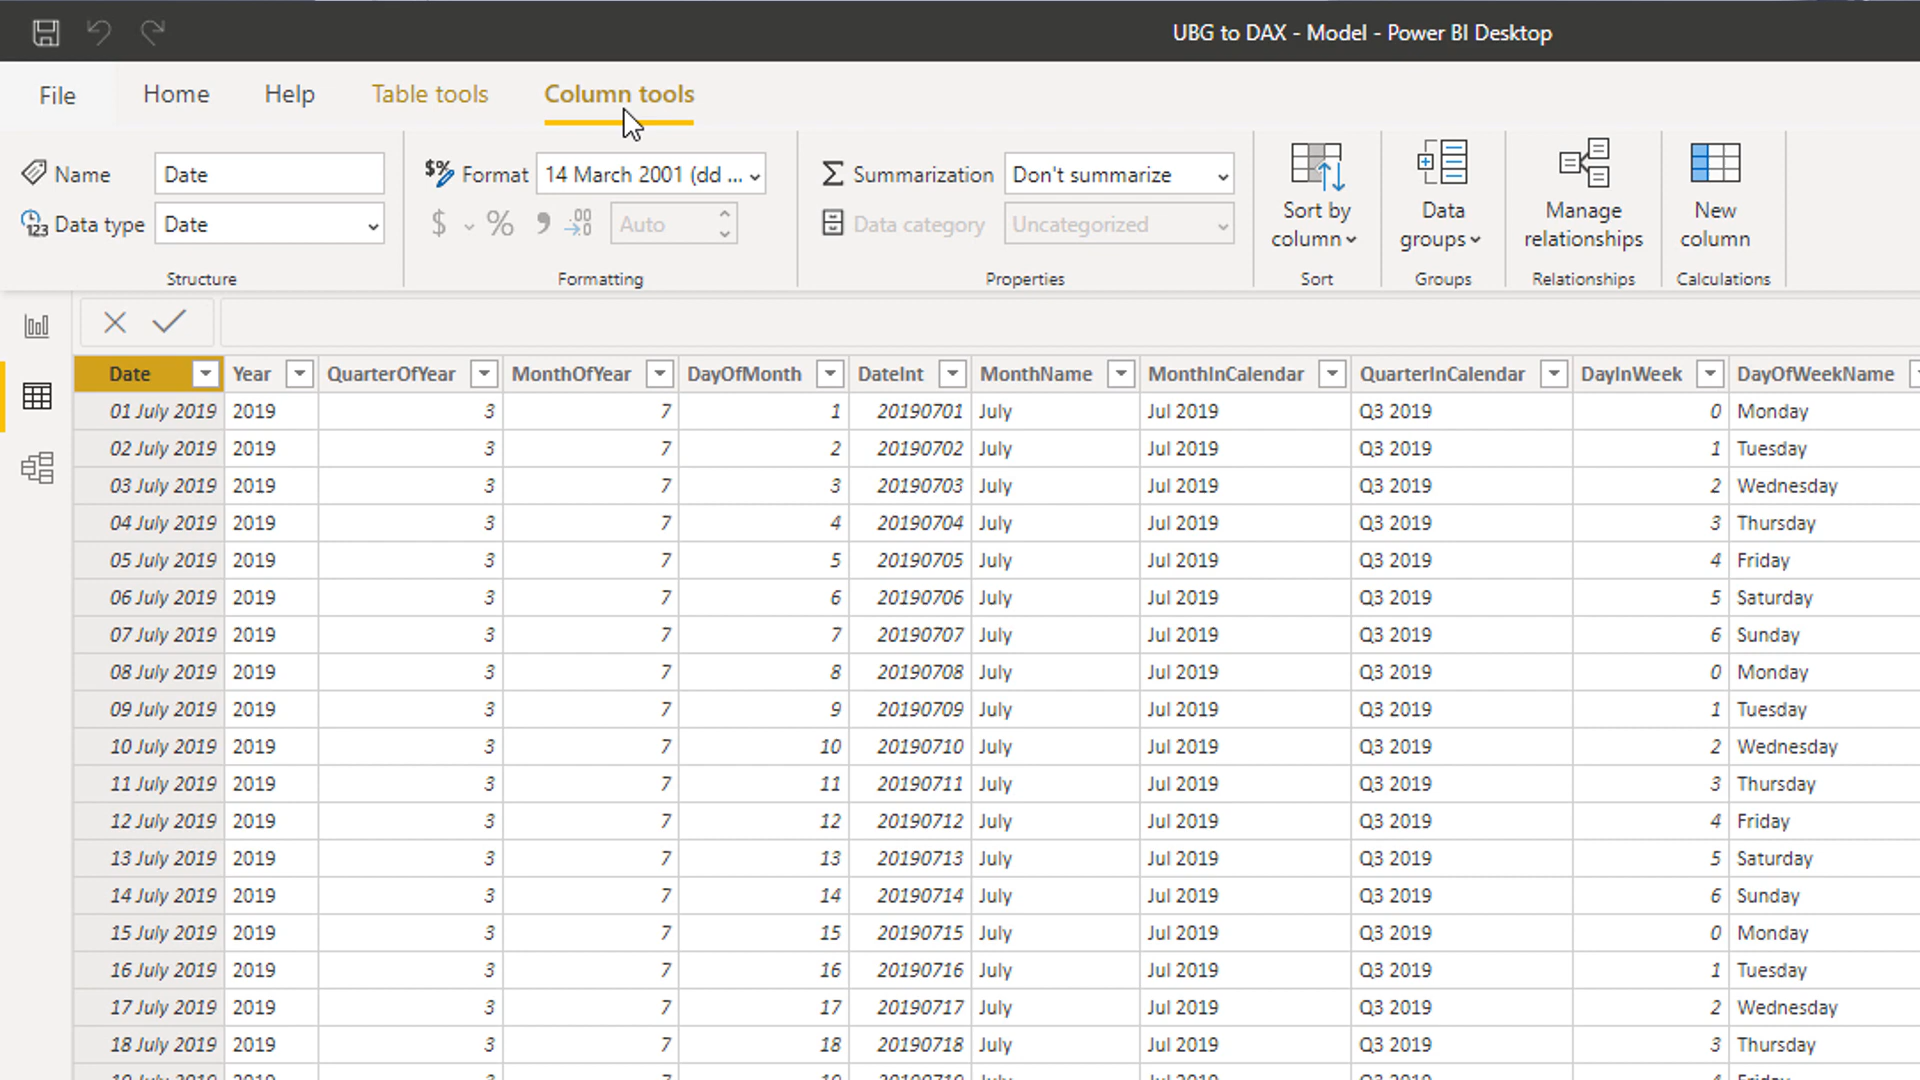 UBG to DAX - Model - Power BI Desktop
File Home Help Table tools Column tools
Name Date $% Format 14 March 2001 (dd ... Summarization Don't summarize Sort by column Data groups Manage relationships New column
123 Data type Date $ % 9 .00 →.0 Auto Data category Uncategorized
Structure Formatting Properties Sort Groups Relationships Calculations
Date Year QuarterOfYear MonthOfYear DayOfMonth DateInt MonthName MonthInCalendar QuarterInCalendar DayInWeek DayOfWeekName
01 July 2019 2019 3 7 1 20190701 July Jul 2019 Q3 2019 0 Monday
02 July 2019 2019 3 7 2 20190702 July Jul 2019 Q3 2019 1 Tuesday
03 July 2019 2019 3 7 3 20190703 July Jul 2019 Q3 2019 2 Wednesday
04 July 2019 2019 3 7 4 20190704 July Jul 2019 Q3 2019 3 Thursday
05 July 2019 2019 3 7 5 20190705 July Jul 2019 Q3 2019 4 Friday
06 July 2019 2019 3 7 6 20190706 July Jul 2019 Q3 2019 5 Saturday
07 July 2019 2019 3 7 7 20190707 July Jul 2019 Q3 2019 6 Sunday
08 July 2019 2019 3 7 8 20190708 July Jul 2019 Q3 2019 0 Monday
09 July 2019 2019 3 7 9 20190709 July Jul 2019 Q3 2019 1 Tuesday
10 July 2019 2019 3 7 10 20190710 July Jul 2019 Q3 2019 2 Wednesday
11 July 2019 2019 3 7 11 20190711 July Jul 2019 Q3 2019 3 Thursday
12 July 2019 2019 3 7 12 20190712 July Jul 2019 Q3 2019 4 Friday
13 July 2019 2019 3 7 13 20190713 July Jul 2019 Q3 2019 5 Saturday
14 July 2019 2019 3 7 14 20190714 July Jul 2019 Q3 2019 6 Sunday
15 July 2019 2019 3 7 15 20190715 July Jul 2019 Q3 2019 0 Monday
16 July 2019 2019 3 7 16 20190716 July Jul 2019 Q3 2019 1 Tuesday
17 July 2019 2019 3 7 17 20190717 July Jul 2019 Q3 2019 2 Wednesday
18 July 2019 2019 3 7 18 20190718 July Jul 2019 Q3 2019 3 Thursday